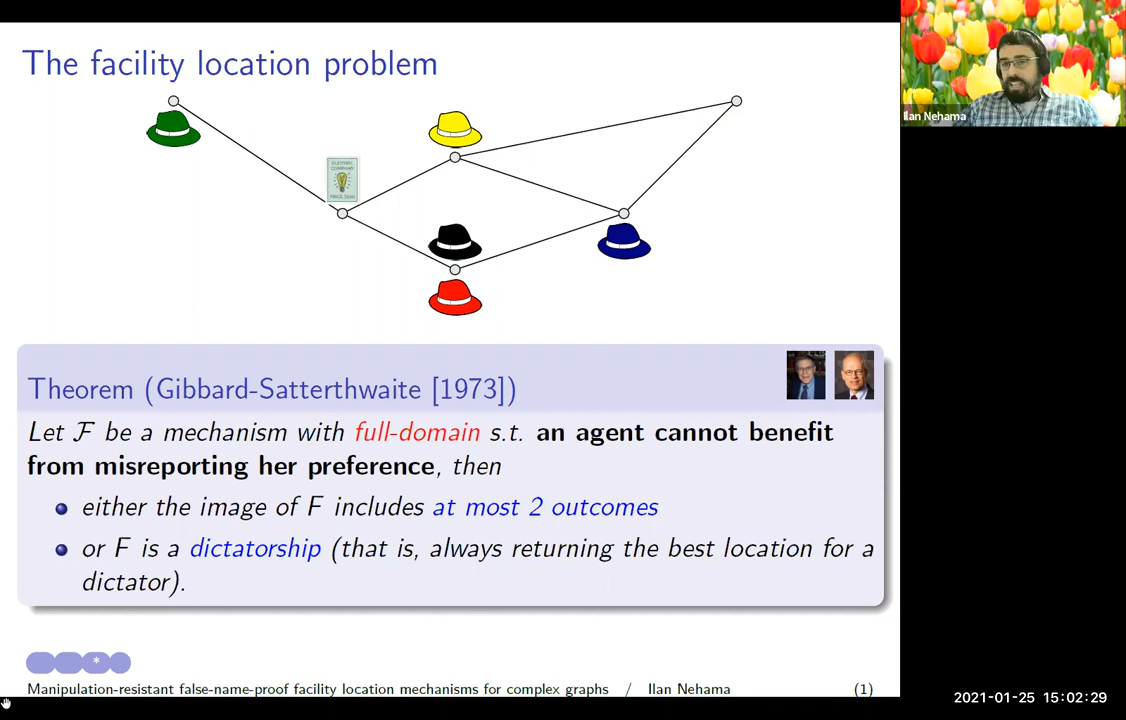 The facility location problem
Ilan Nehama
ELECTRIC
COMPANY
Theorem (Gibbard-Satterthwaite [1973])
Let F be a mechanism with full-domain s.t. an agent cannot benefit
from misreporting her preference, then
either the image of F includes at most 2 outcomes
or F is a dictatorship (that is, always returning the best location for a
dictator).
*
Manipulation-resistant false-name-proof facility location mechanisms for complex graphs / Ilan Nehama (1)
2021-01-25 15:02:29